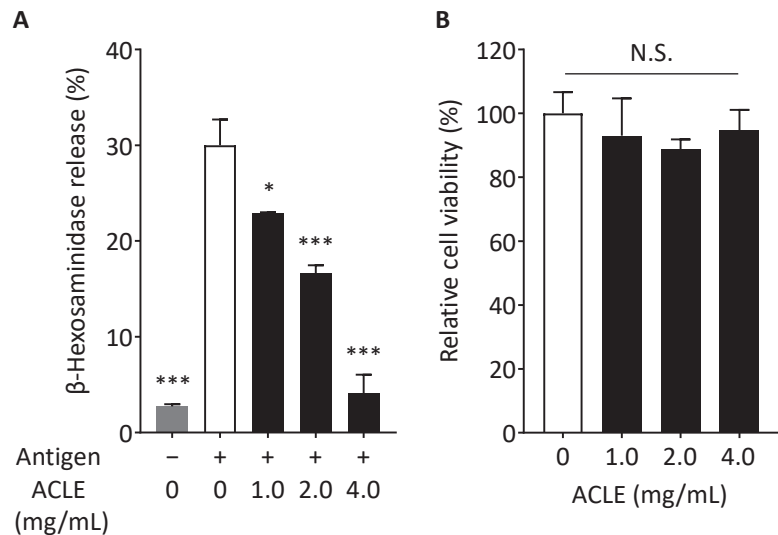 A
β-Hexosaminidase release (%)
40
30
20
10
0
***
*
***
***
Antigen − + + + +
ACLE 0 0 1.0 2.0 4.0
(mg/mL)
B
Relative cell viability (%)
120
100
80
60
40
20
0
N.S.
0 1.0 2.0 4.0
ACLE (mg/mL)